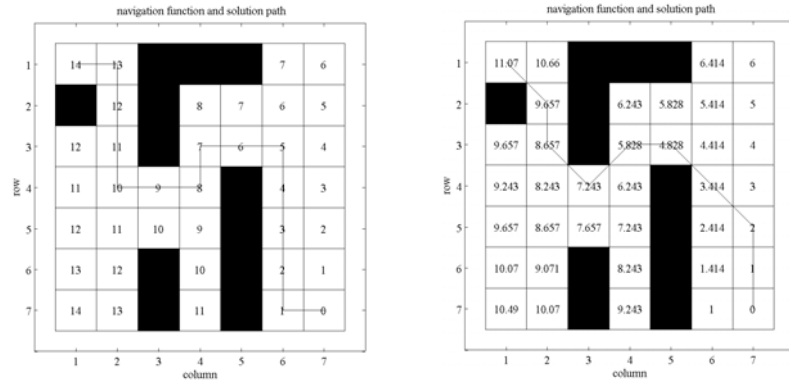 navigation function and solution path
1 14 13 7 6
2 12 8 7 6 5
3 12 11 7 6 5 4
row 4 11 10 9 8 4 3
5 12 11 10 9 3 2
6 13 12 10 2 1
7 14 13 11 1 0
1 2 3 4 5 6 7
column
navigation function and solution path
1 11.07 10.66 6.414 6
2 9.657 6.243 5.828 5.414 5
3 9.657 8.657 5.828 4.828 4.414 4
row 4 9.243 8.243 7.243 6.243 3.414 3
5 9.657 8.657 7.657 7.243 2.414 2
6 10.07 9.071 8.243 1.414 1
7 10.49 10.07 9.243 1 0
1 2 3 4 5 6 7
column